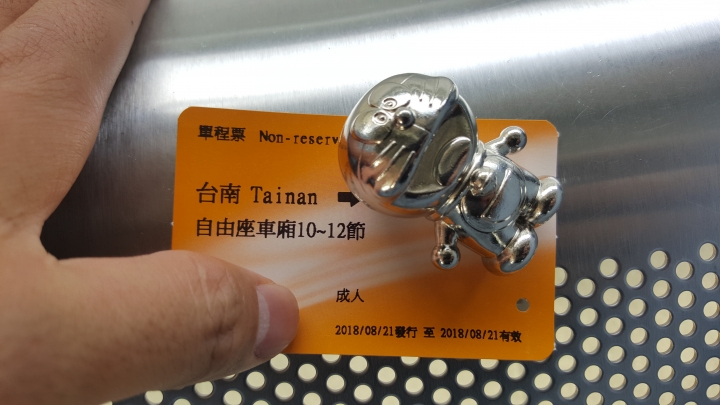 單程票 Non-reserv
台南 Tainan ➡
自由座車廂10~12節
成人
2018/08/21發行 至 2018/08/21有效